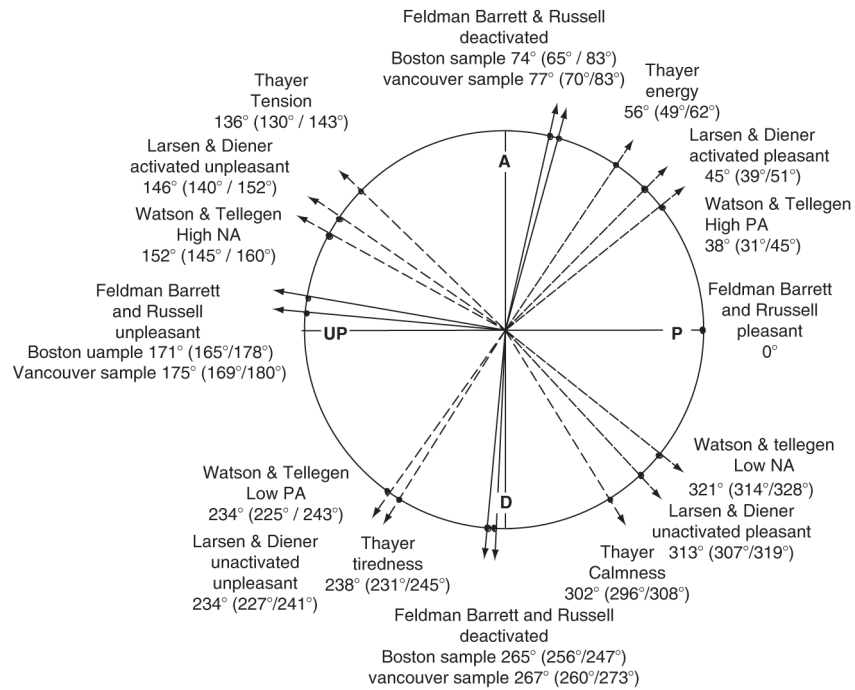 Feldman Barrett & Russell
deactivated
Boston sample 74° (65° / 83°)
vancouver sample 77° (70°/83°)
Thayer
energy
56° (49°/62°)
Larsen & Diener
activated pleasant
45° (39°/51°)
Watson & Tellegen
High PA
38° (31°/45°)
Feldman Barrett
and Rrussell
pleasant
0°
Watson & tellegen
Low NA
321° (314°/328°)
Larsen & Diener
unactivated pleasant
313° (307°/319°)
Thayer
Calmness
302° (296°/308°)
Feldman Barrett and Russell
deactivated
Boston sample 265° (256°/247°)
vancouver sample 267° (260°/273°)
Thayer
tiredness
238° (231°/245°)
Larsen & Diener
unactivated
unpleasant
234° (227°/241°)
Watson & Tellegen
Low PA
234° (225° / 243°)
Feldman Barrett
and Russell
unpleasant
Boston uample 171° (165°/178°)
Vancouver sample 175° (169°/180°)
Watson & Tellegen
High NA
152° (145° / 160°)
Larsen & Diener
activated unpleasant
146° (140° / 152°)
Thayer
Tension
136° (130° / 143°)
A
UP
P
D